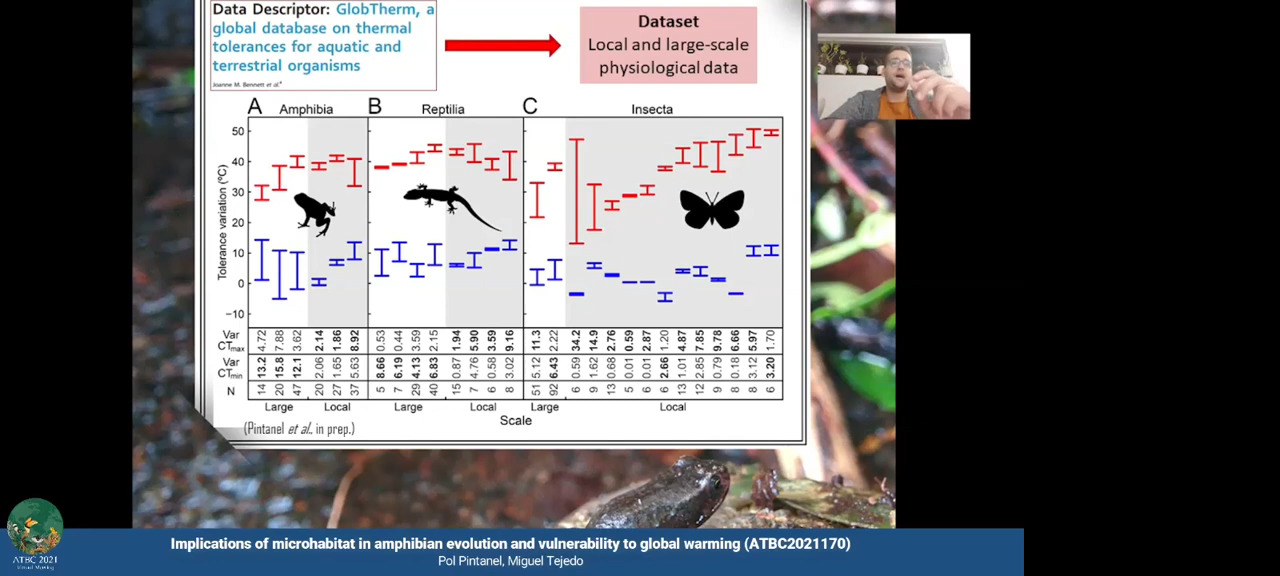 Data Descriptor: GlobTherm, a
global database on thermal
tolerances for aquatic and
terrestrial organisms
Joanne M. Bennett et al.#
Dataset
Local and large-scale
physiological data
A Amphibia B Reptilia C Insecta
Tolerance variation (ºC)
50
40
30
20
10
0
−10
Var CTmax 4.72 7.88 3.62 2.14 1.86 8.92 0.53 0.44 3.59 2.15 1.94 5.90 3.59 9.16 11.3 2.22 34.2 14.9 2.76 0.59 2.87 1.20 4.87 7.85 9.78 6.66 5.97 1.70
Var CTmin 13.2 15.8 12.1 2.06 1.65 5.63 8.66 6.19 4.13 6.83 0.87 4.76 0.58 3.02 5.12 6.43 0.59 1.62 0.68 0.01 0.01 2.66 1.01 2.85 0.79 0.18 3.12 3.20
N 14 20 47 20 27 37 5 7 29 40 15 7 6 8 51 92 6 9 13 5 6 6 13 12 9 8 8 6
Large Local Large Local Large Local
Scale
(Pintanel et al., in prep.)
ATBC 2021
Implications of microhabitat in amphibian evolution and vulnerability to global warming (ATBC2021170)
Pol Pintanel, Miguel Tejedo